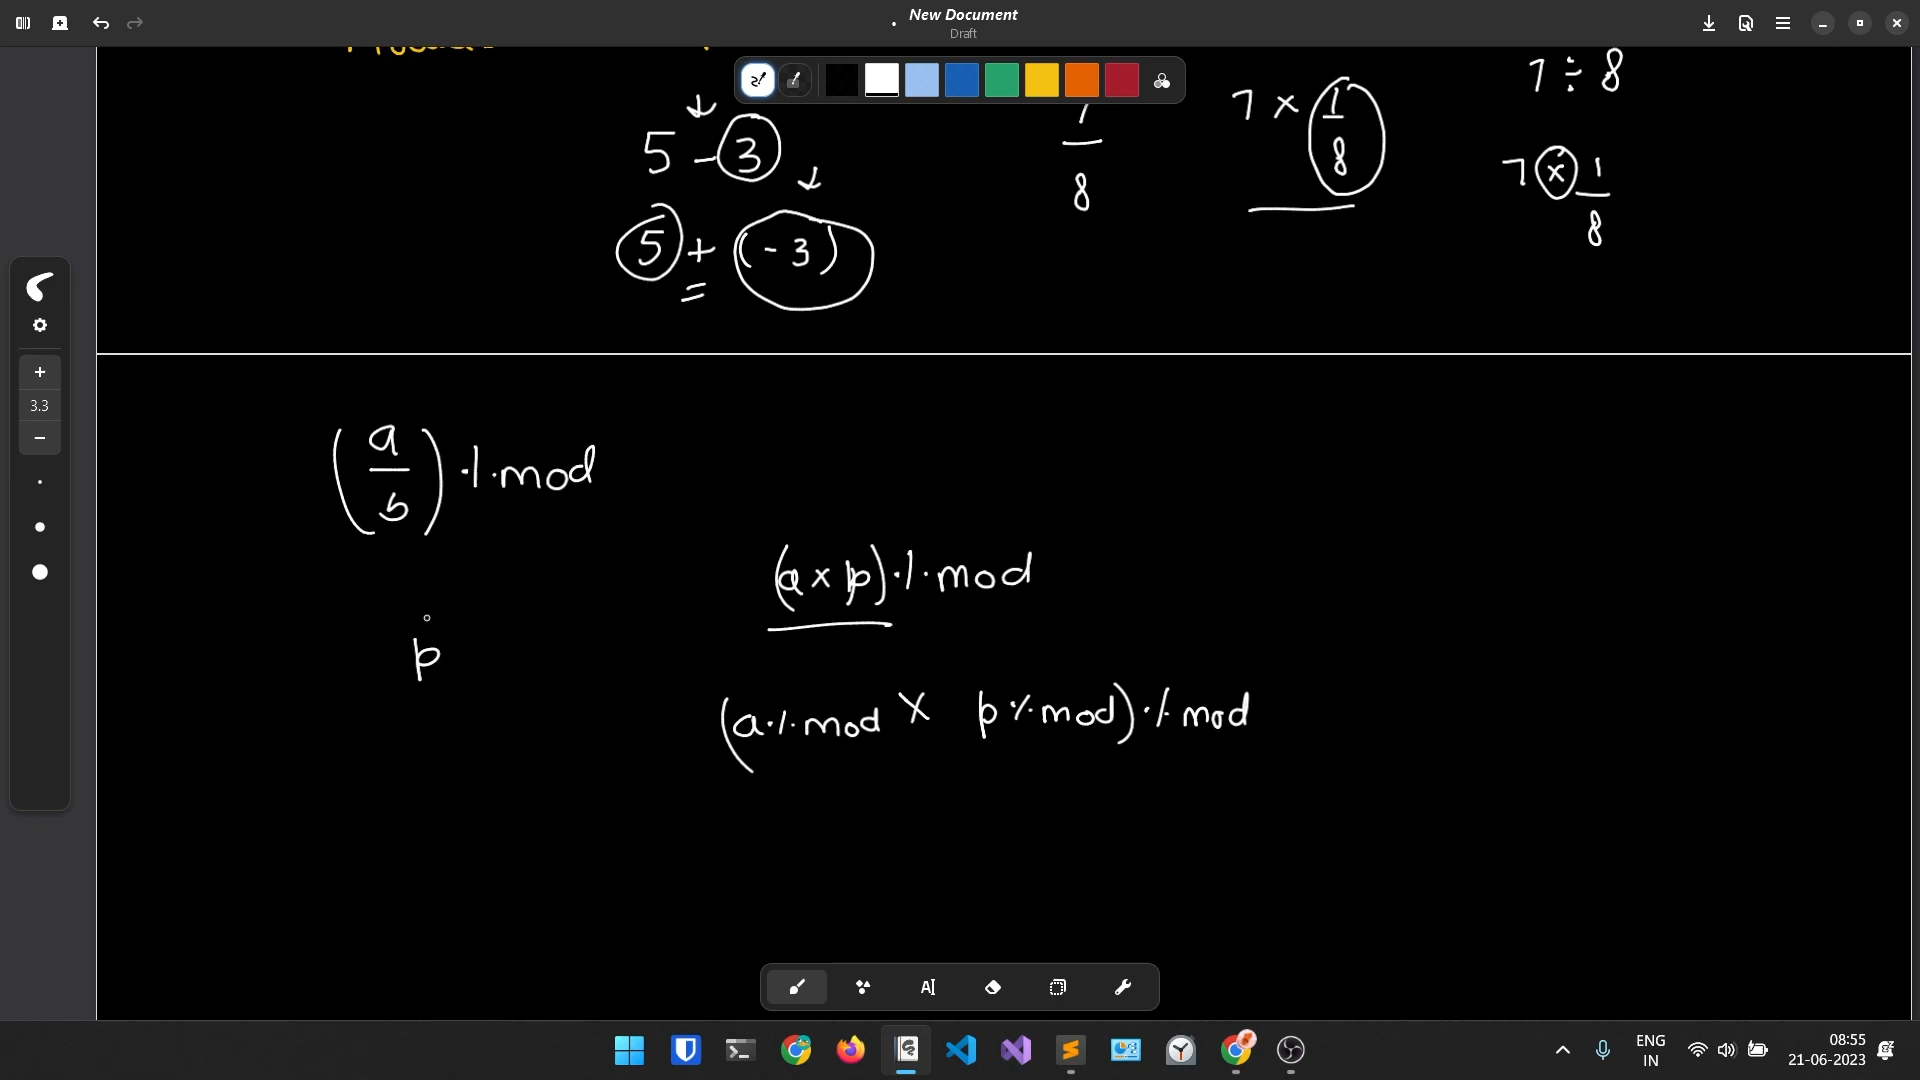 New Document
Draft
7 ÷ 8
5 - 3
7
8
7 × 1
8
7 × 1
8
5 + (-3)
=
3.3
(a
b) % mod
(a × p) % mod
p
(a % mod × p % mod) % mod
AI
ENG
IN
08:55
21-06-2023